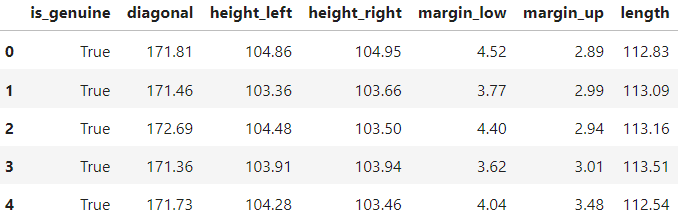 is_genuine diagonal height_left height_right margin_low margin_up length
0 True 171.81 104.86 104.95 4.52 2.89 112.83
1 True 171.46 103.36 103.66 3.77 2.99 113.09
2 True 172.69 104.48 103.50 4.40 2.94 113.16
3 True 171.36 103.91 103.94 3.62 3.01 113.51
4 True 171.73 104.28 103.46 4.04 3.48 112.54